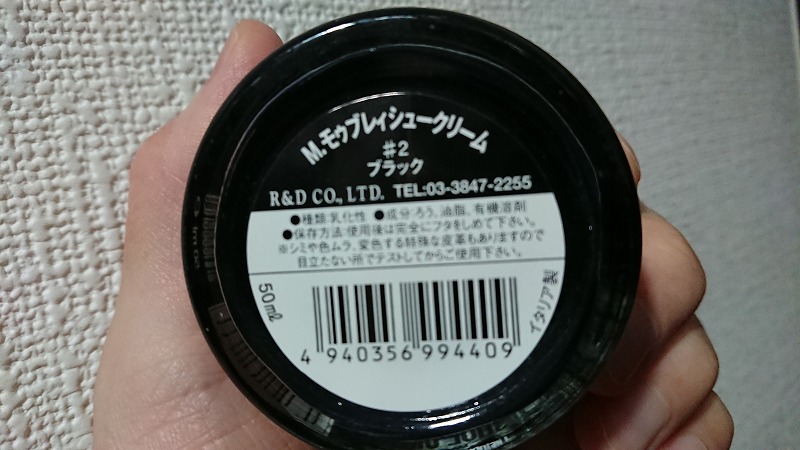 M.モゥブレィシュークリーム
#2
ブラック
R&D CO., LTD. TEL:03-3847-2255
●種類:乳化性 ●成分:ろう、油脂、有機溶剤
●保存方法:使用後は完全にフタをしめて下さい。
※シミや色ムラ、変色する特殊な皮革もありますので
目立たない所でテストしてからご使用下さい。
50ml
イタリア製
4 940356 994409